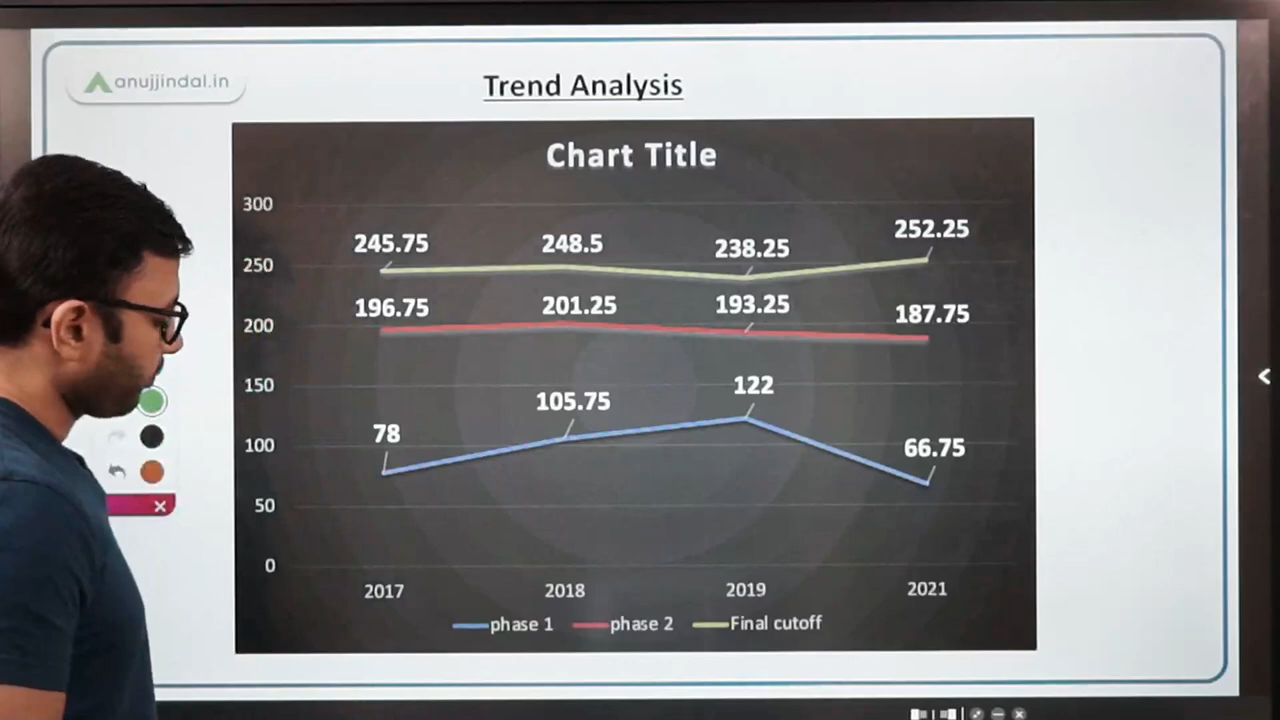 anujjindal.in
Trend Analysis
Chart Title
300
250
200
150
100
50
0
245.75 248.5 238.25 252.25
196.75 201.25 193.25 187.75
78 105.75 122 66.75
2017 2018 2019 2021
phase 1 phase 2 Final cutoff